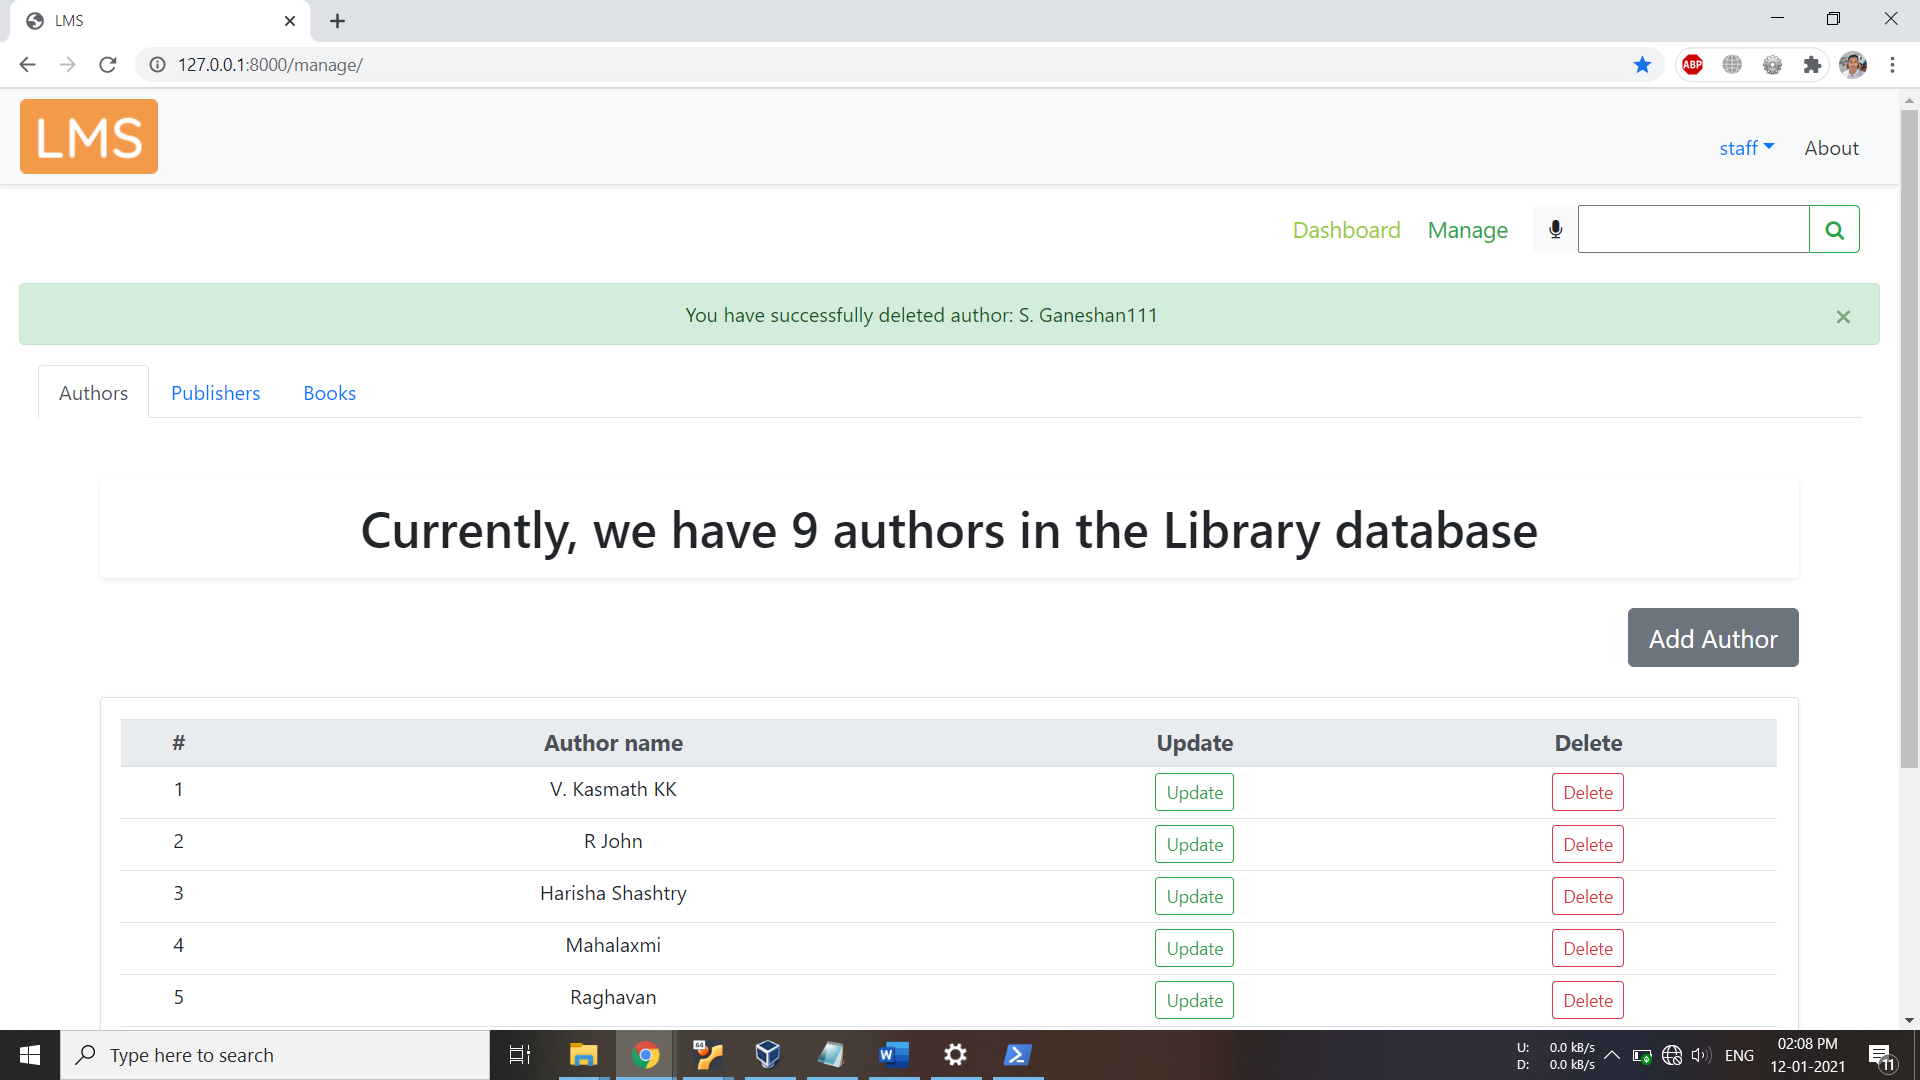 LMS
127.0.0.1:8000/manage/
ABP
LMS
staff
About
Dashboard
Manage
You have successfully deleted author: S. Ganeshan111
×
Authors
Publishers
Books
Currently, we have 9 authors in the Library database
Add Author
# Author name Update Delete
1 V. Kasmath KK Update Delete
2 R John Update Delete
3 Harisha Shashtry Update Delete
4 Mahalaxmi Update Delete
5 Raghavan Update Delete
Type here to search
64
W
U: 0.0 kB/s
D: 0.0 kB/s
ENG
02:08 PM
12-01-2021
11